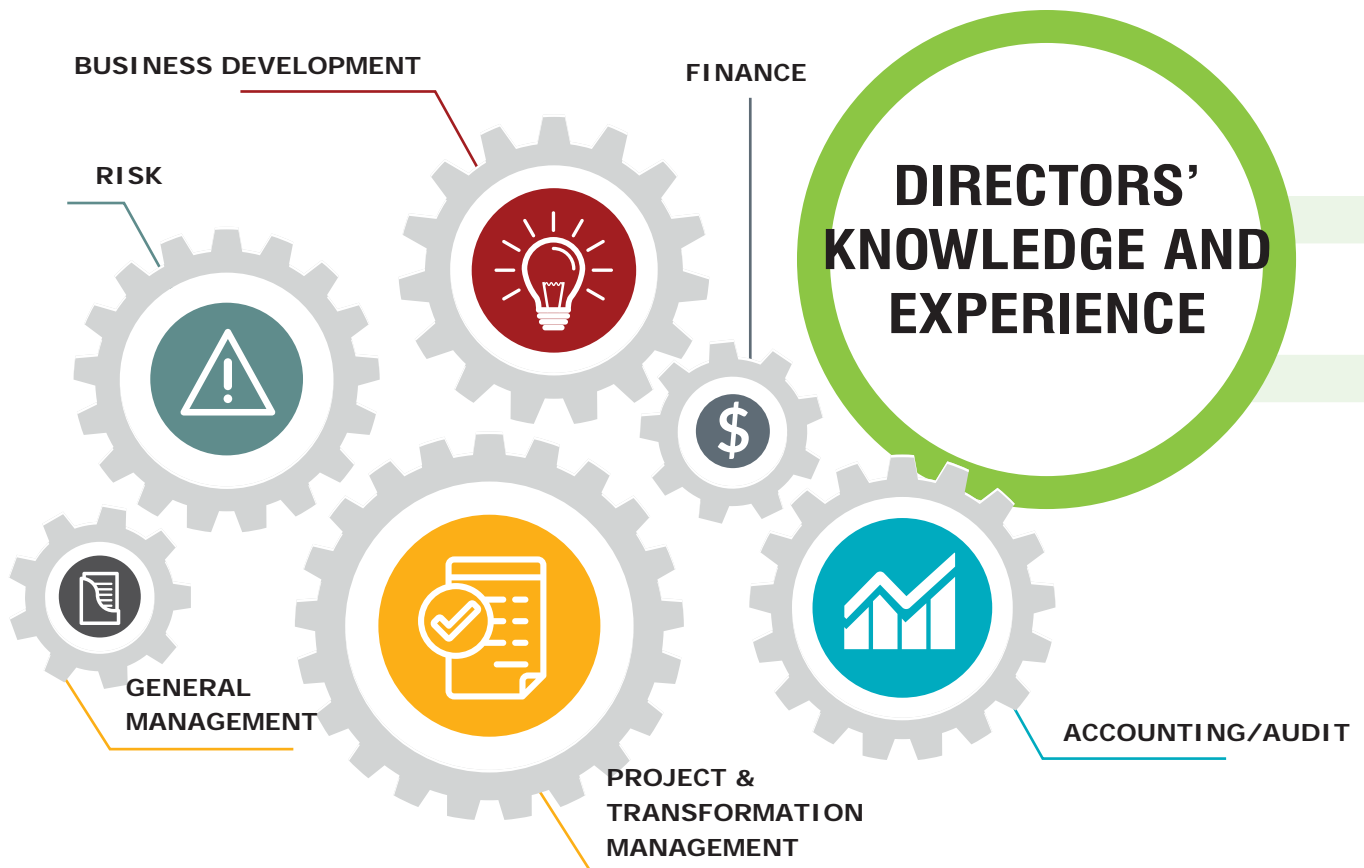 BUSINESS DEVELOPMENT
FINANCE
RISK
DIRECTORS’
KNOWLEDGE AND
EXPERIENCE
$
GENERAL
MANAGEMENT
ACCOUNTING/AUDIT
PROJECT &
TRANSFORMATION
MANAGEMENT